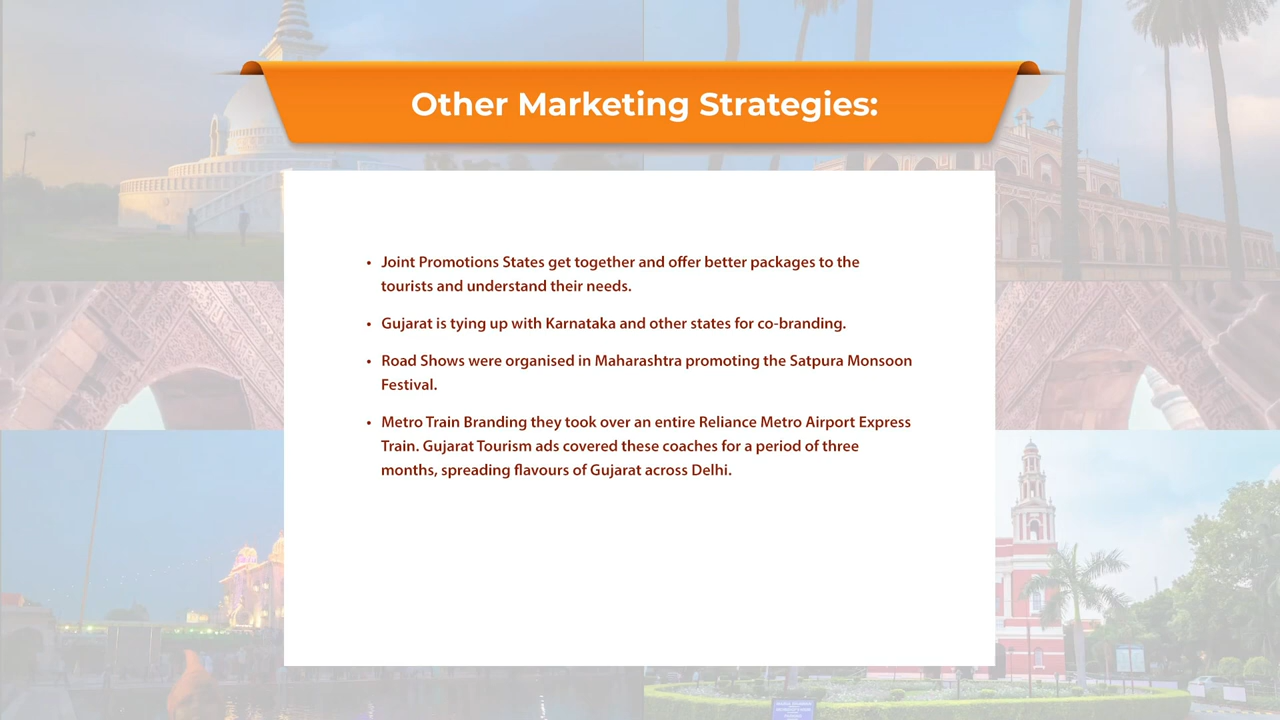 Other Marketing Strategies:
• Joint Promotions States get together and offer better packages to the
tourists and understand their needs.
• Gujarat is tying up with Karnataka and other states for co-branding.
• Road Shows were organised in Maharashtra promoting the Satpura Monsoon
Festival.
• Metro Train Branding they took over an entire Reliance Metro Airport Express
Train. Gujarat Tourism ads covered these coaches for a period of three
months, spreading flavours of Gujarat across Delhi.